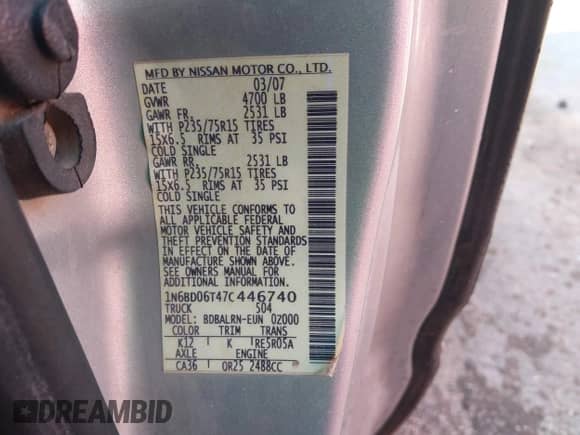 MFD BY NISSAN MOTOR CO., LTD.
DATE 03/07
GVWR 4700 LB
GAWR FR. 2531 LB
WITH P235/75R15 TIRES
15X6.5 RIMS AT 35 PSI
COLD SINGLE
GAWR RR. 2531 LB
WITH P235/75R15 TIRES
15X6.5 RIMS AT 35 PSI
COLD SINGLE
THIS VEHICLE CONFORMS TO
ALL APPLICABLE FEDERAL
MOTOR VEHICLE SAFETY AND
THEFT PREVENTION STANDARDS
IN EFFECT ON THE DATE OF
MANUFACTURE SHOWN ABOVE.
SEE OWNERS MANUAL FOR
ADDITIONAL INFORMATION
1N6BD06T47C446740
TRUCK S04
MODEL: BDBALRN-EUN 02000
COLOR TRIM TRANS
K12 K RE5R05A
AXLE ENGINE
CA36 QR25 2488CC
DREAMBID